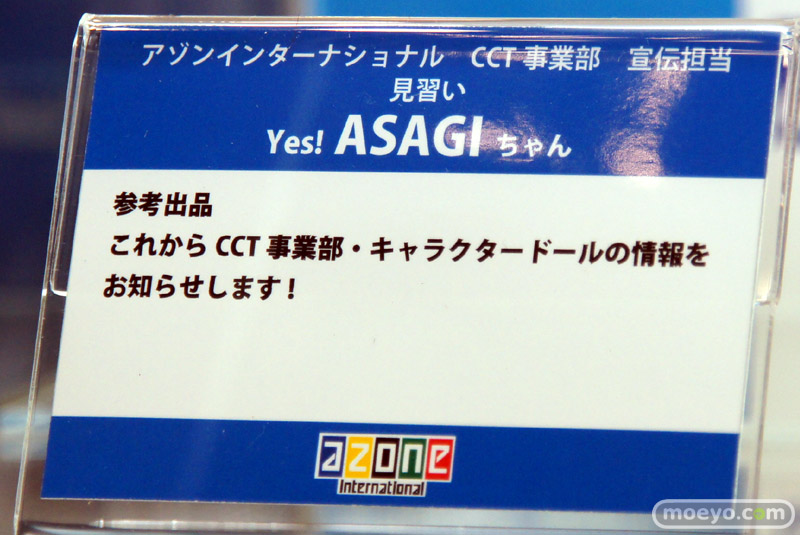 アゾンインターナショナル CCT事業部 宣伝担当
見習い
Yes! ASAGI ちゃん
参考出品
これから CCT 事業部・キャラクタードールの情報を
お知らせします!
azone
International
moeyo.com